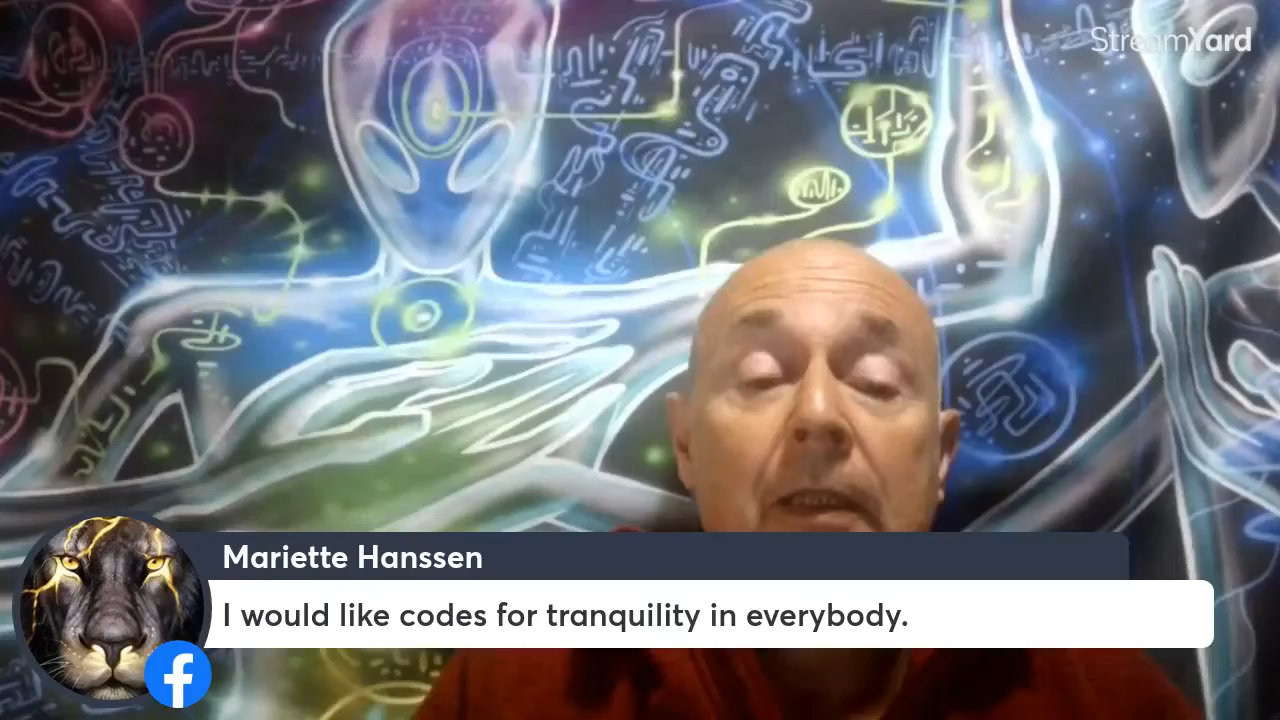 StreamYard
Mariette Hanssen
I would like codes for tranquility in everybody.